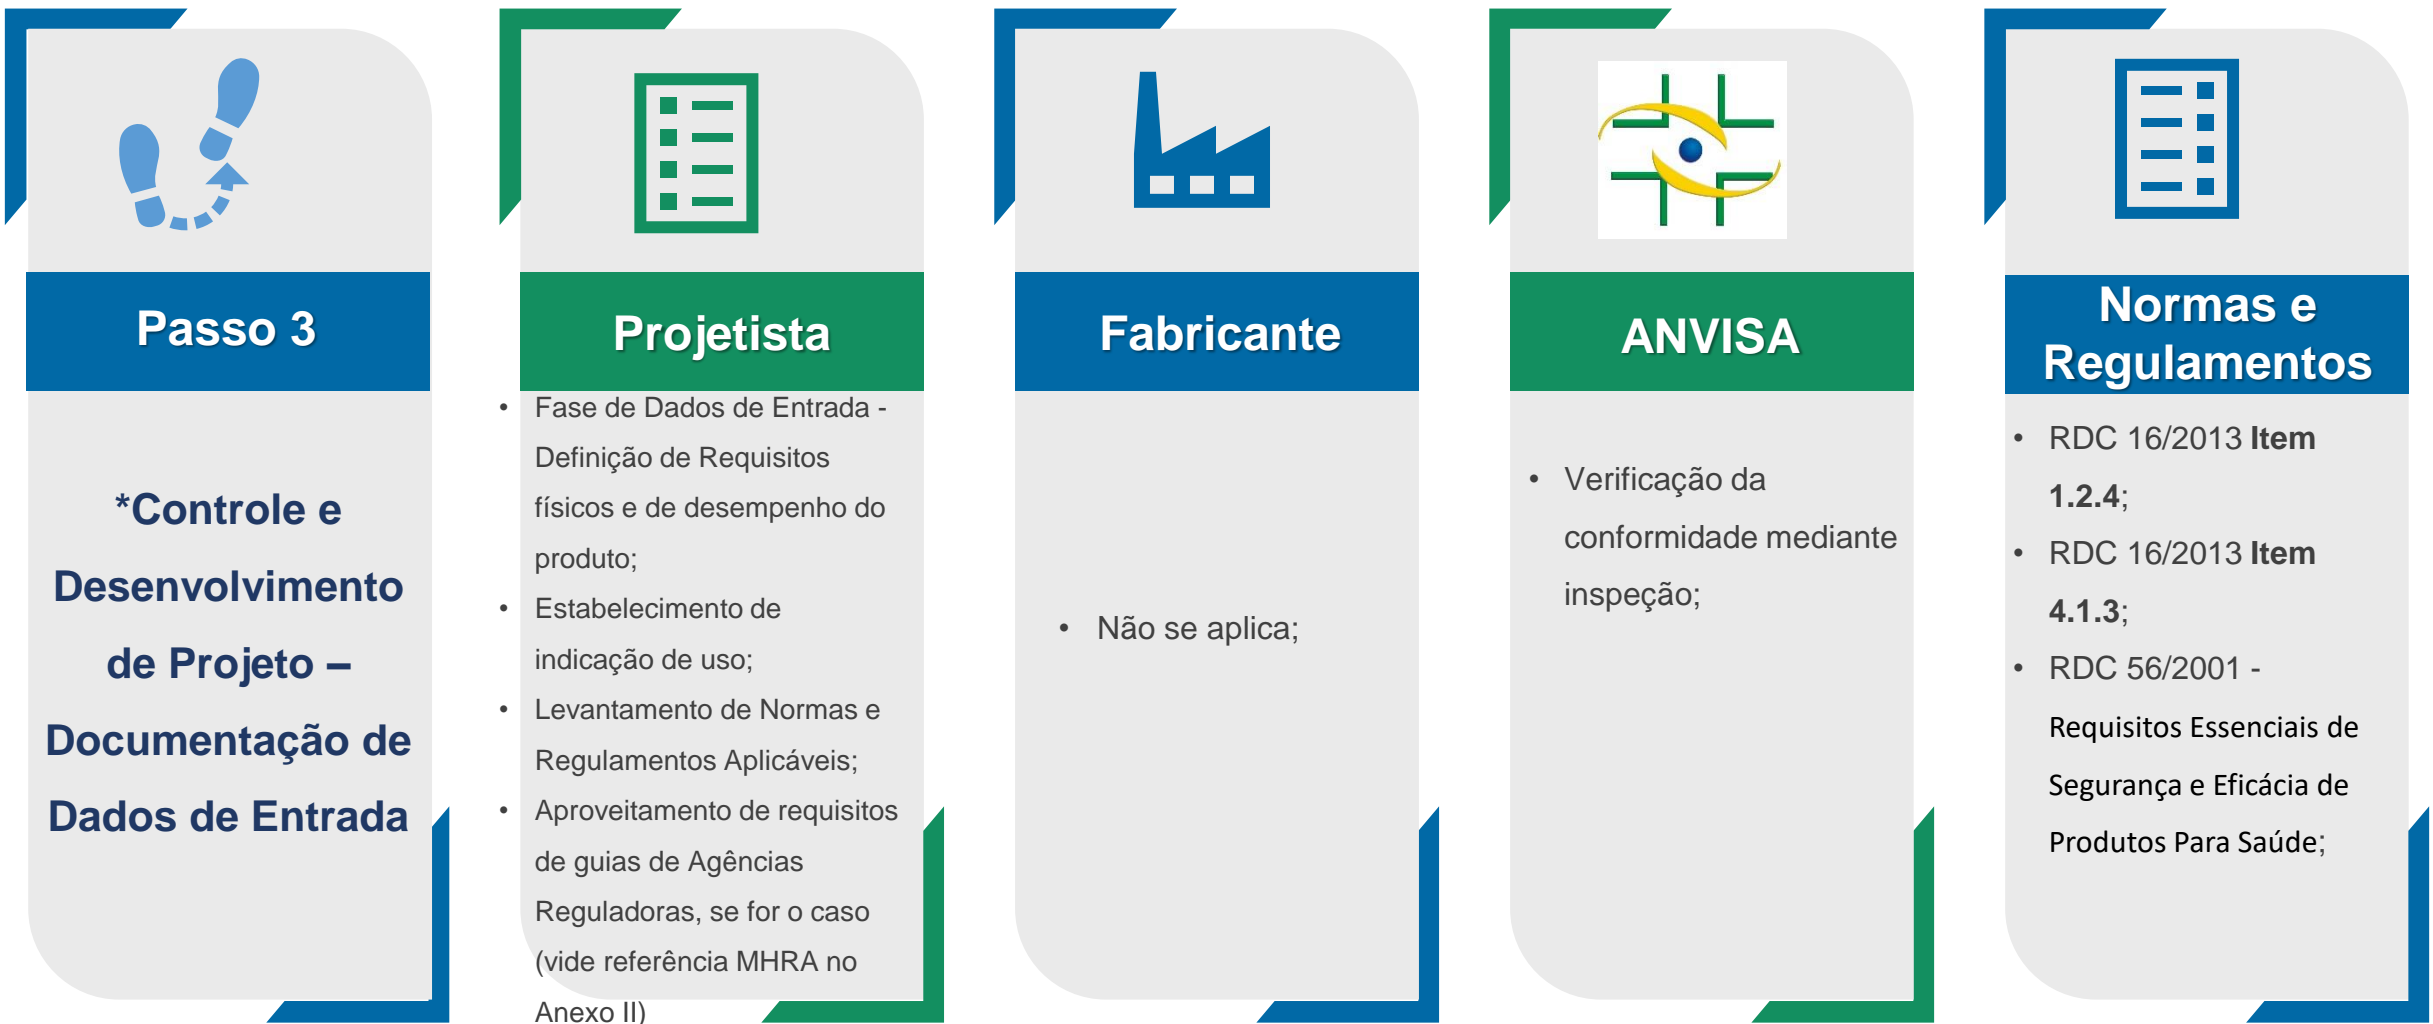 Passo 3
*Controle e
Desenvolvimento
de Projeto –
Documentação de
Dados de Entrada
Projetista
• Fase de Dados de Entrada -
Definição de Requisitos
físicos e de desempenho do
produto;
• Estabelecimento de
indicação de uso;
• Levantamento de Normas e
Regulamentos Aplicáveis;
• Aproveitamento de requisitos
de guias de Agências
Reguladoras, se for o caso
(vide referência MHRA no
Anexo II)
Fabricante
• Não se aplica;
ANVISA
• Verificação da
conformidade mediante
inspeção;
Normas e
Regulamentos
• RDC 16/2013 Item
1.2.4;
• RDC 16/2013 Item
4.1.3;
• RDC 56/2001 -
Requisitos Essenciais de
Segurança e Eficácia de
Produtos Para Saúde;